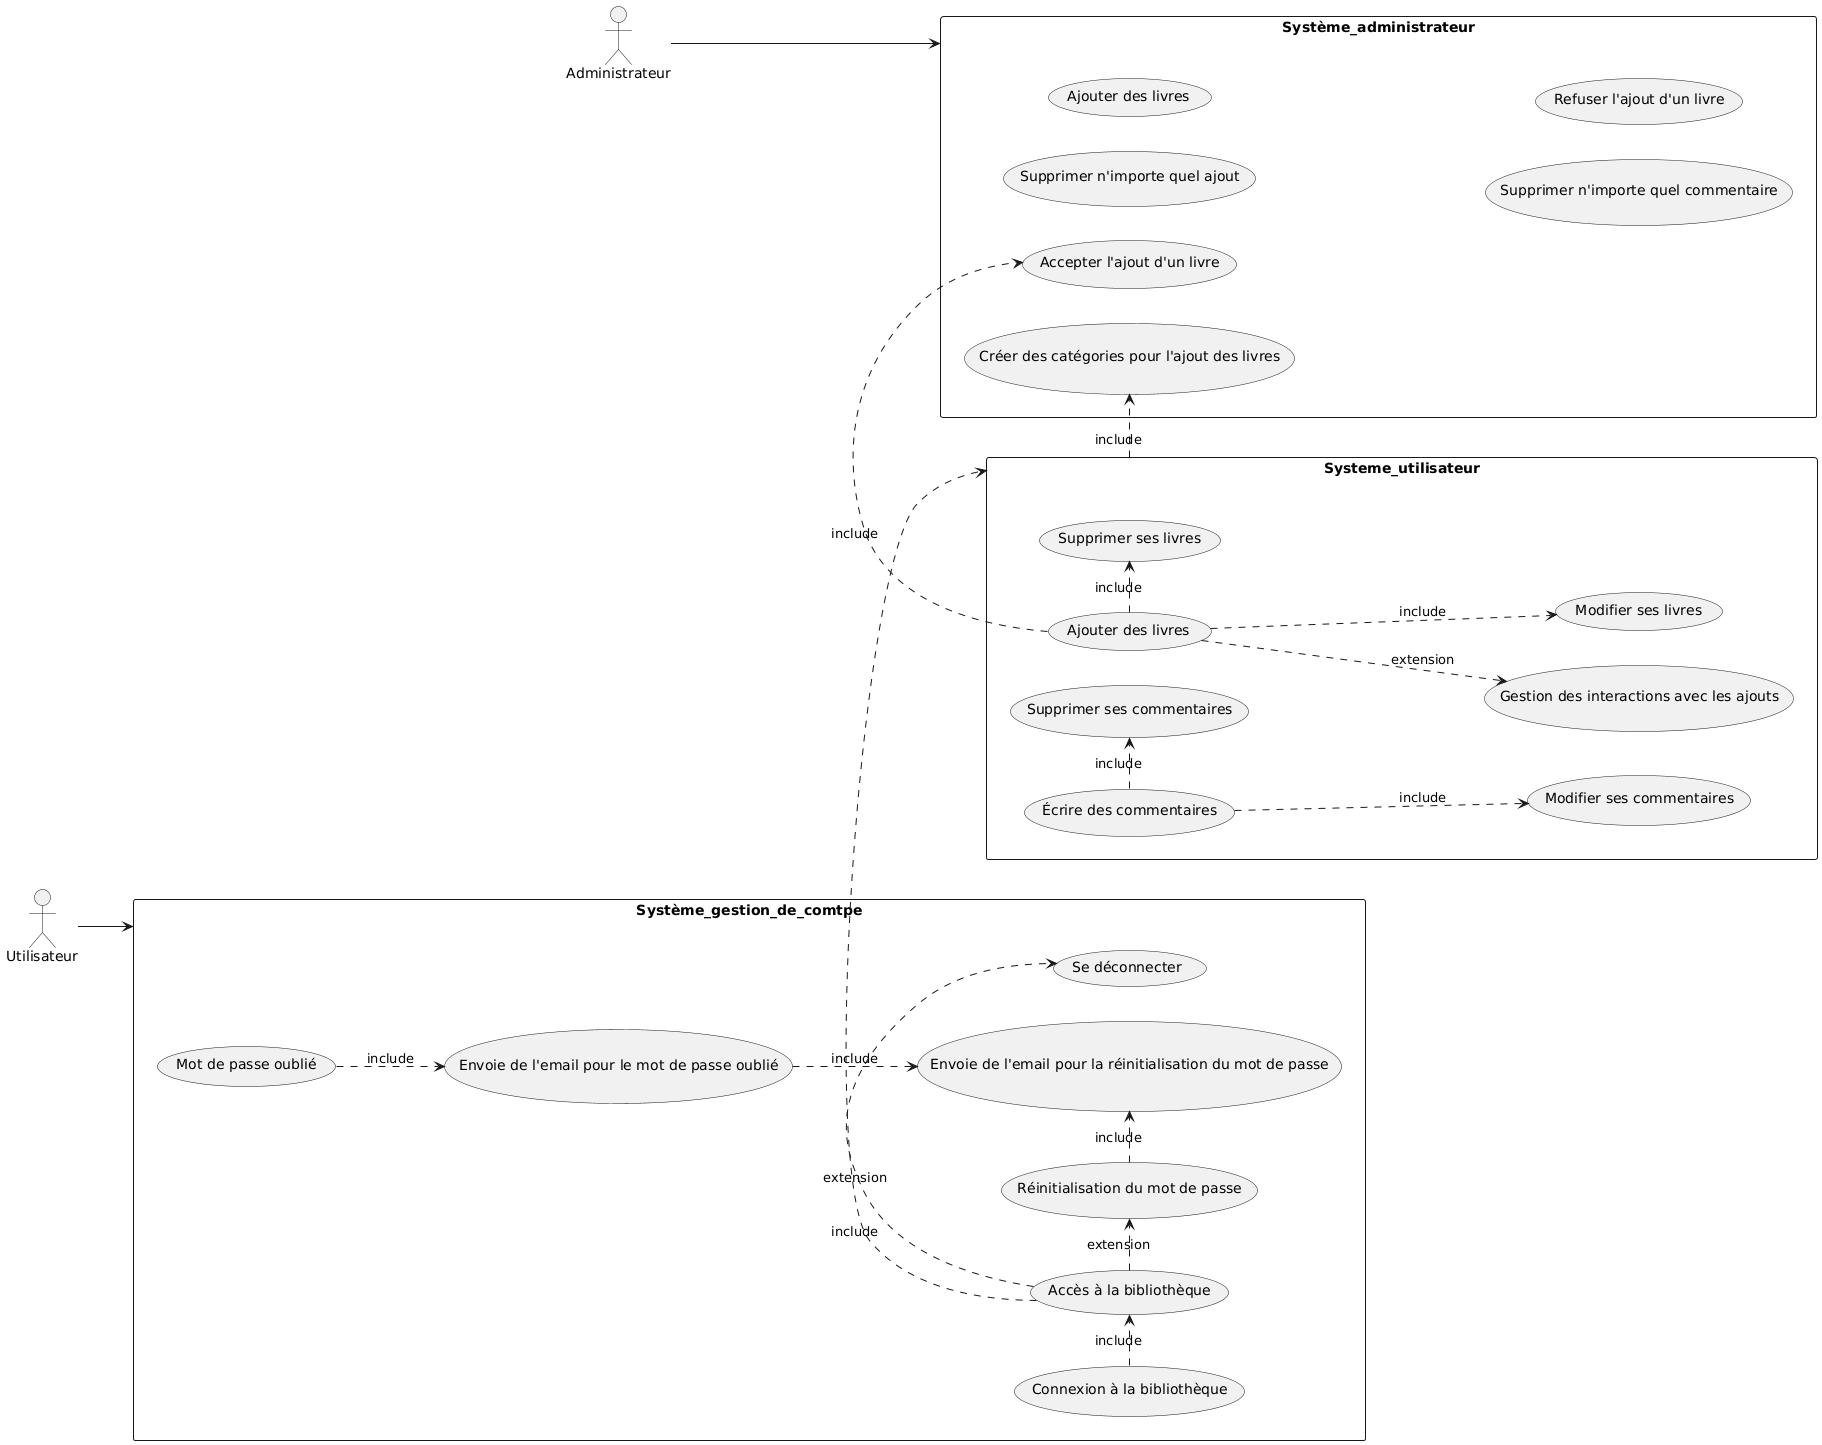 Administrateur
Système_administrateur
Ajouter des livres
Refuser l'ajout d'un livre
Supprimer n'importe quel ajout
Supprimer n'importe quel commentaire
Accepter l'ajout d'un livre
Créer des catégories pour l'ajout des livres
include
Systeme_utilisateur
include
Supprimer ses livres
include
Ajouter des livres
include
Modifier ses livres
extension
Gestion des interactions avec les ajouts
Supprimer ses commentaires
include
Écrire des commentaires
include
Modifier ses commentaires
Utilisateur
Système_gestion_de_comtpe
Se déconnecter
Mot de passe oublié
include
Envoie de l'email pour le mot de passe oublié
include
Envoie de l'email pour la réinitialisation du mot de passe
include
extension
Réinitialisation du mot de passe
include
extension
Accès à la bibliothèque
include
Connexion à la bibliothèque